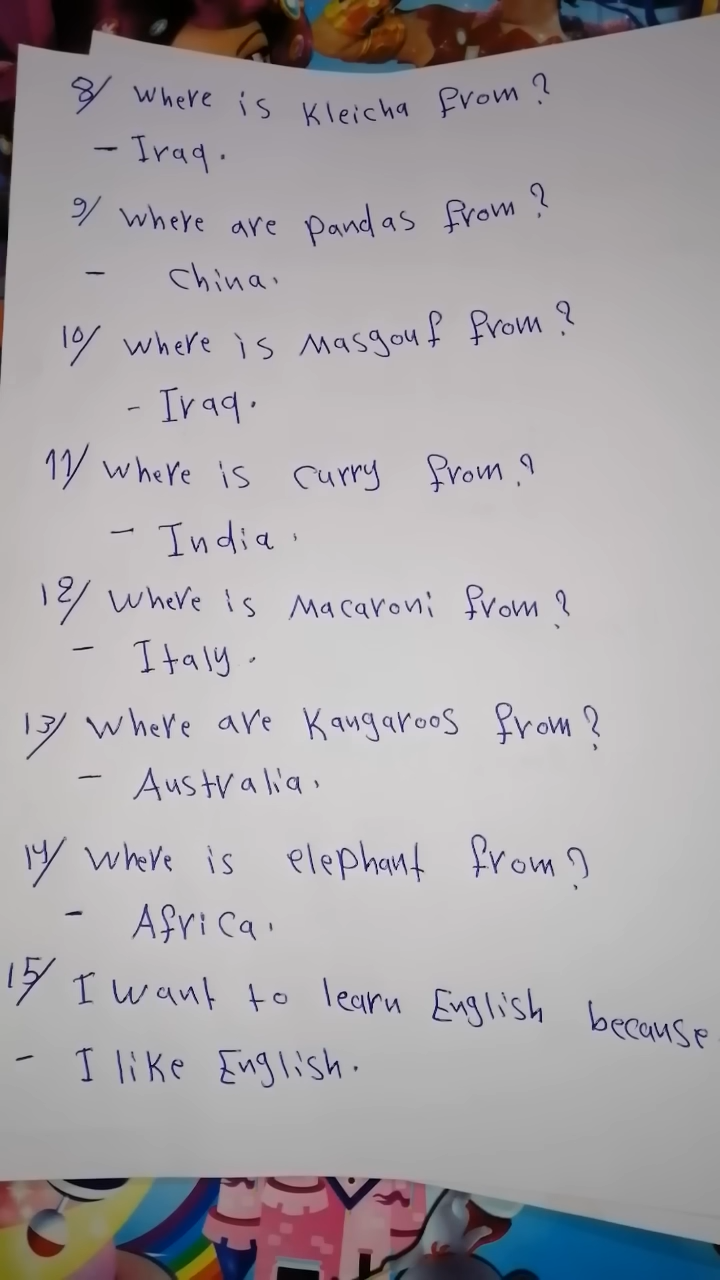 8/ Where is Kleicha from?
- Iraq.
9/ Where are pandas from?
- China.
10/ Where is Masgouf from?
- Iraq.
11/ Where is curry from?
- India.
12/ Where is Macaroni from?
- Italy.
13/ Where are Kangaroos from?
- Australia.
14/ Where is elephant from?
- Africa.
15/ I want to learn English because
- I like English.